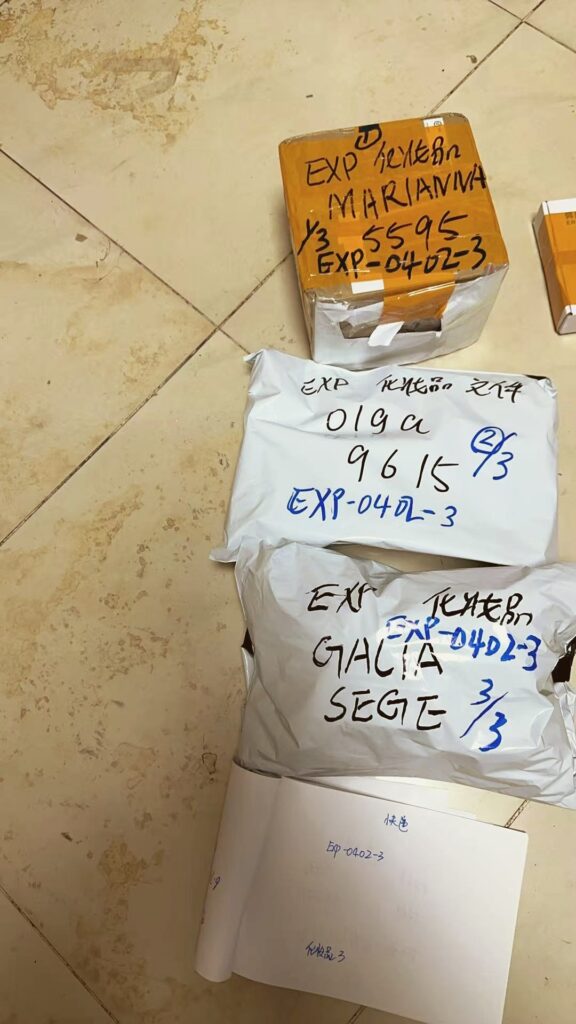 ①
EXP 化妆品
MARIANNA
1/3 5595
EXP-0402-3
EXP 化妆品 文件
Olga
9615 ②/3
EXP-0402-3
EXP 化妆品
EXP-0402-3
GALIA
SEGE 3/3
快递
EXP-0402-3
化妆品 3